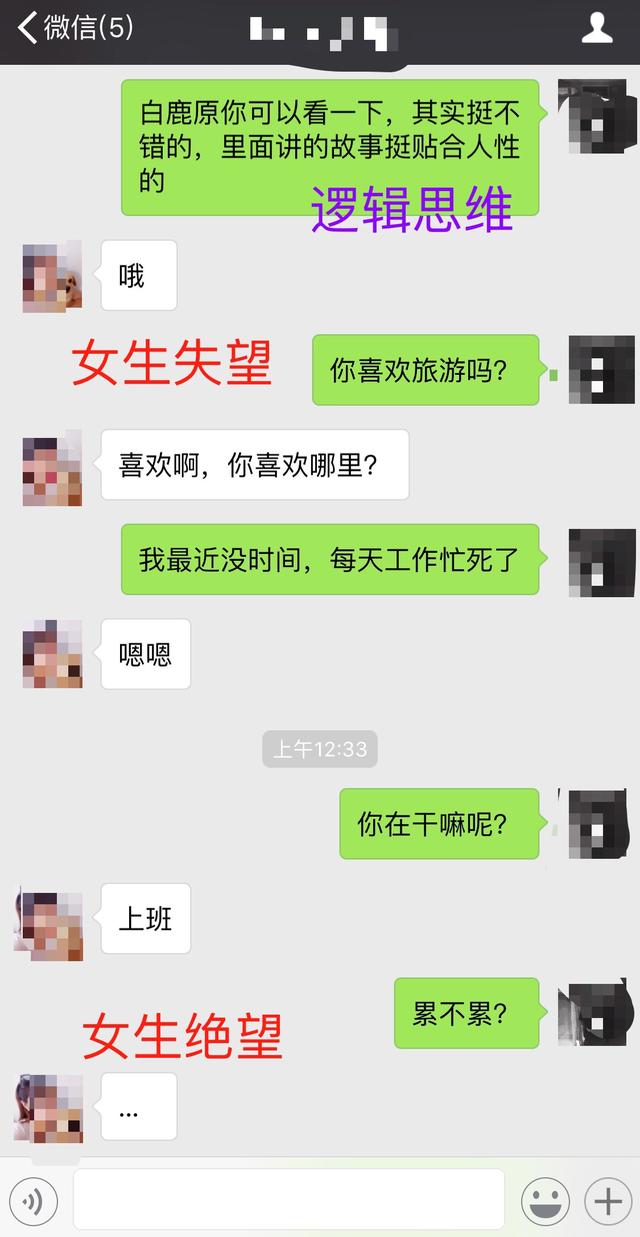 微信(5)
白鹿原你可以看一下，其实挺不
错的，里面讲的故事挺贴合人性
的
逻辑思维
哦
女生失望
你喜欢旅游吗？
喜欢啊，你喜欢哪里？
我最近没时间，每天工作忙死了
嗯嗯
上午12:33
你在干嘛呢？
上班
累不累？
女生绝望
...